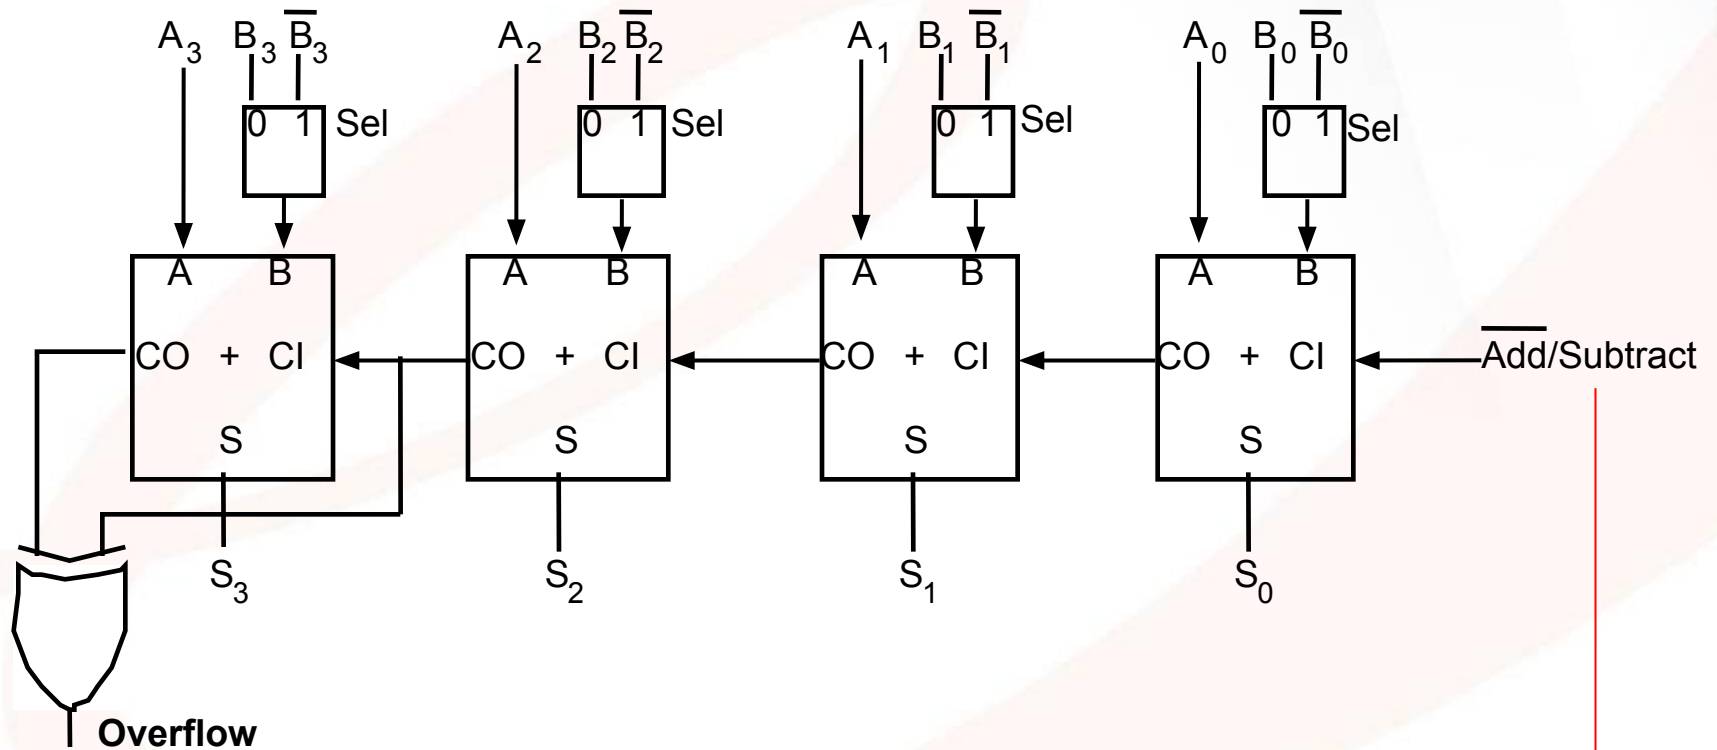 A₃ B₃ B̅₃ A₂ B₂ B̅₂ A₁ B₁ B̅₁ A₀ B₀ B̅₀
0 1 Sel 0 1 Sel 0 1 Sel 0 1 Sel
A B A B A B A B
CO + CI CO + CI CO + CI CO + CI A̅d̅d̅/Subtract
S S S S
S₃ S₂ S₁ S₀
Overflow